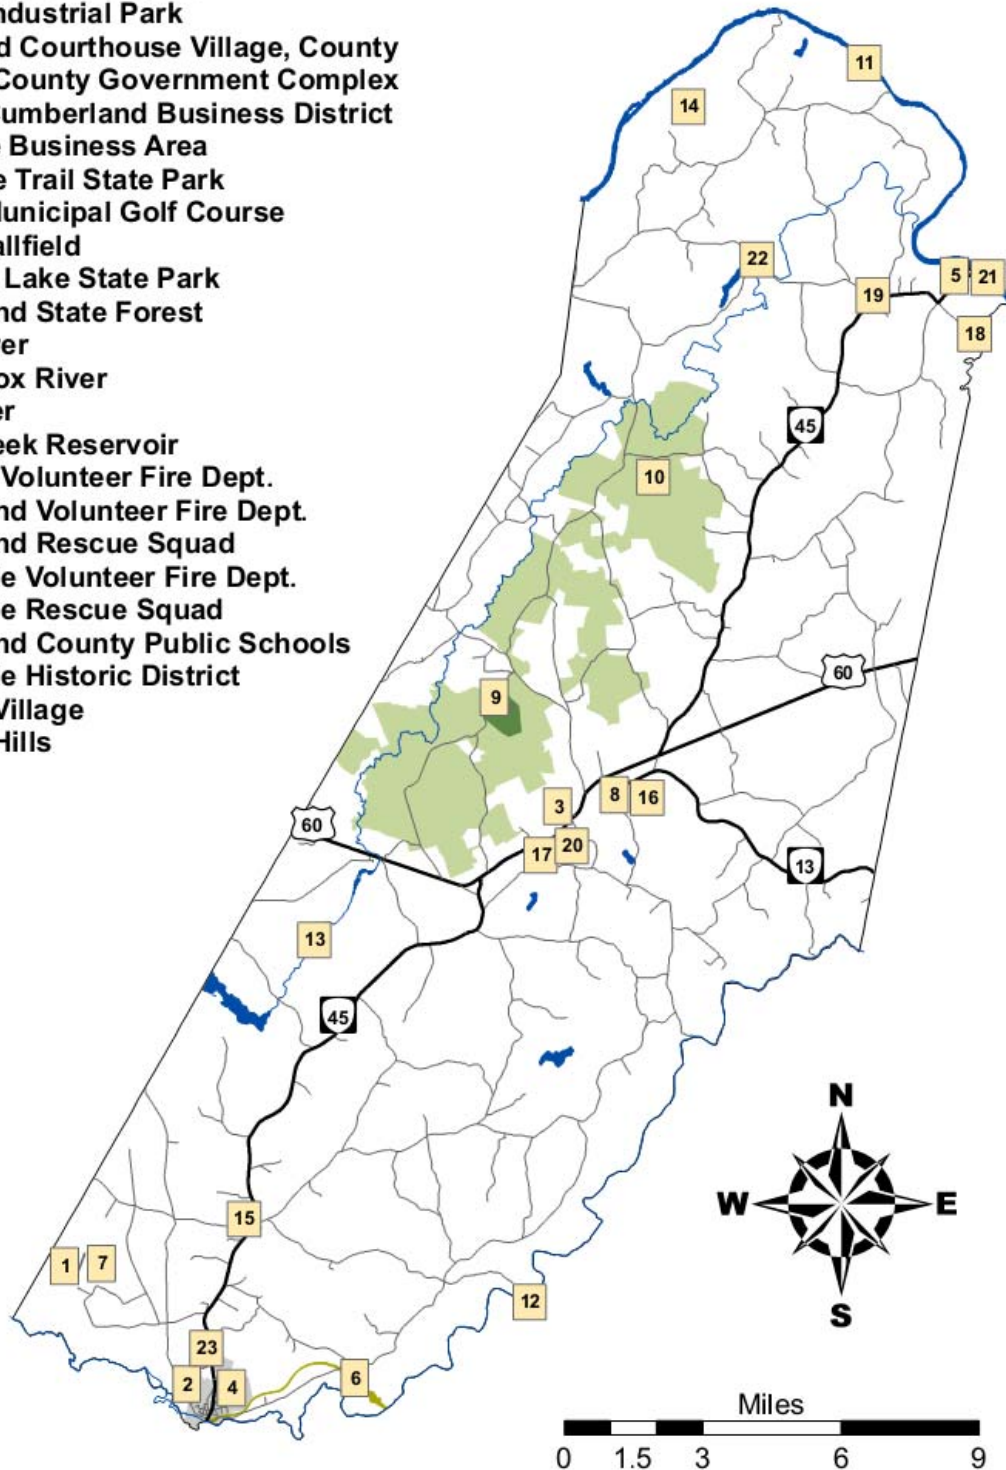 ndustrial Park
d Courthouse Village, County
County Government Complex
umberland Business District
e Business Area
e Trail State Park
unicipal Golf Course
allfield
Lake State Park
nd State Forest
er
ox River
er
eek Reservoir
Volunteer Fire Dept.
nd Volunteer Fire Dept.
nd Rescue Squad
e Volunteer Fire Dept.
e Rescue Squad
nd County Public Schools
e Historic District
Village
Hills
11
14
22
5
21
19
18
45
10
60
9
8
16
3
60
20
17
13
13
45
N
W
E
S
15
1
7
12
23
2
4
6
Miles
0 1.5 3 6 9